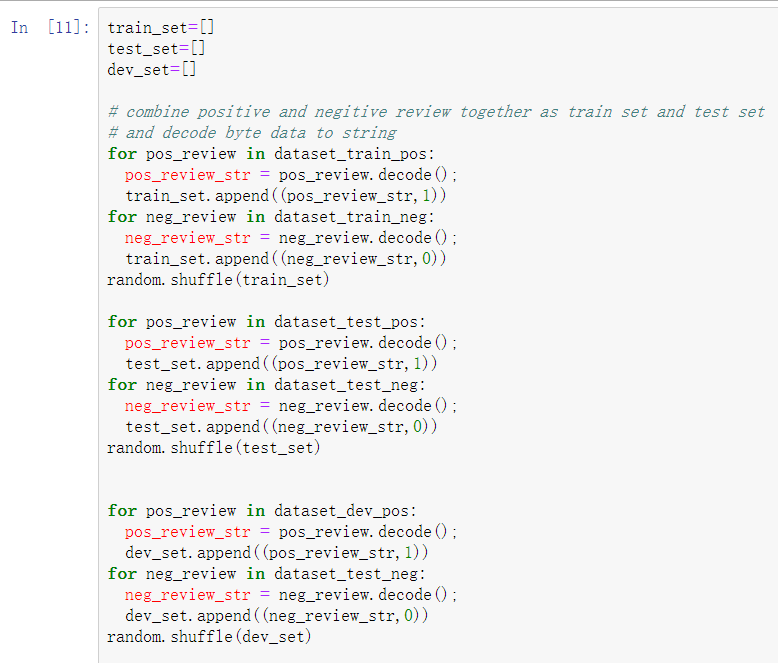 In [11]: train_set=[]
test_set=[]
dev_set=[]
# combine positive and negitive review together as train set and test set
# and decode byte data to string
for pos_review in dataset_train_pos:
  pos_review_str = pos_review.decode();
  train_set.append((pos_review_str,1))
for neg_review in dataset_train_neg:
  neg_review_str = neg_review.decode();
  train_set.append((neg_review_str,0))
random.shuffle(train_set)
for pos_review in dataset_test_pos:
  pos_review_str = pos_review.decode();
  test_set.append((pos_review_str,1))
for neg_review in dataset_test_neg:
  neg_review_str = neg_review.decode();
  test_set.append((neg_review_str,0))
random.shuffle(test_set)
for pos_review in dataset_dev_pos:
  pos_review_str = pos_review.decode();
  dev_set.append((pos_review_str,1))
for neg_review in dataset_test_neg:
  neg_review_str = neg_review.decode();
  dev_set.append((neg_review_str,0))
random.shuffle(dev_set)